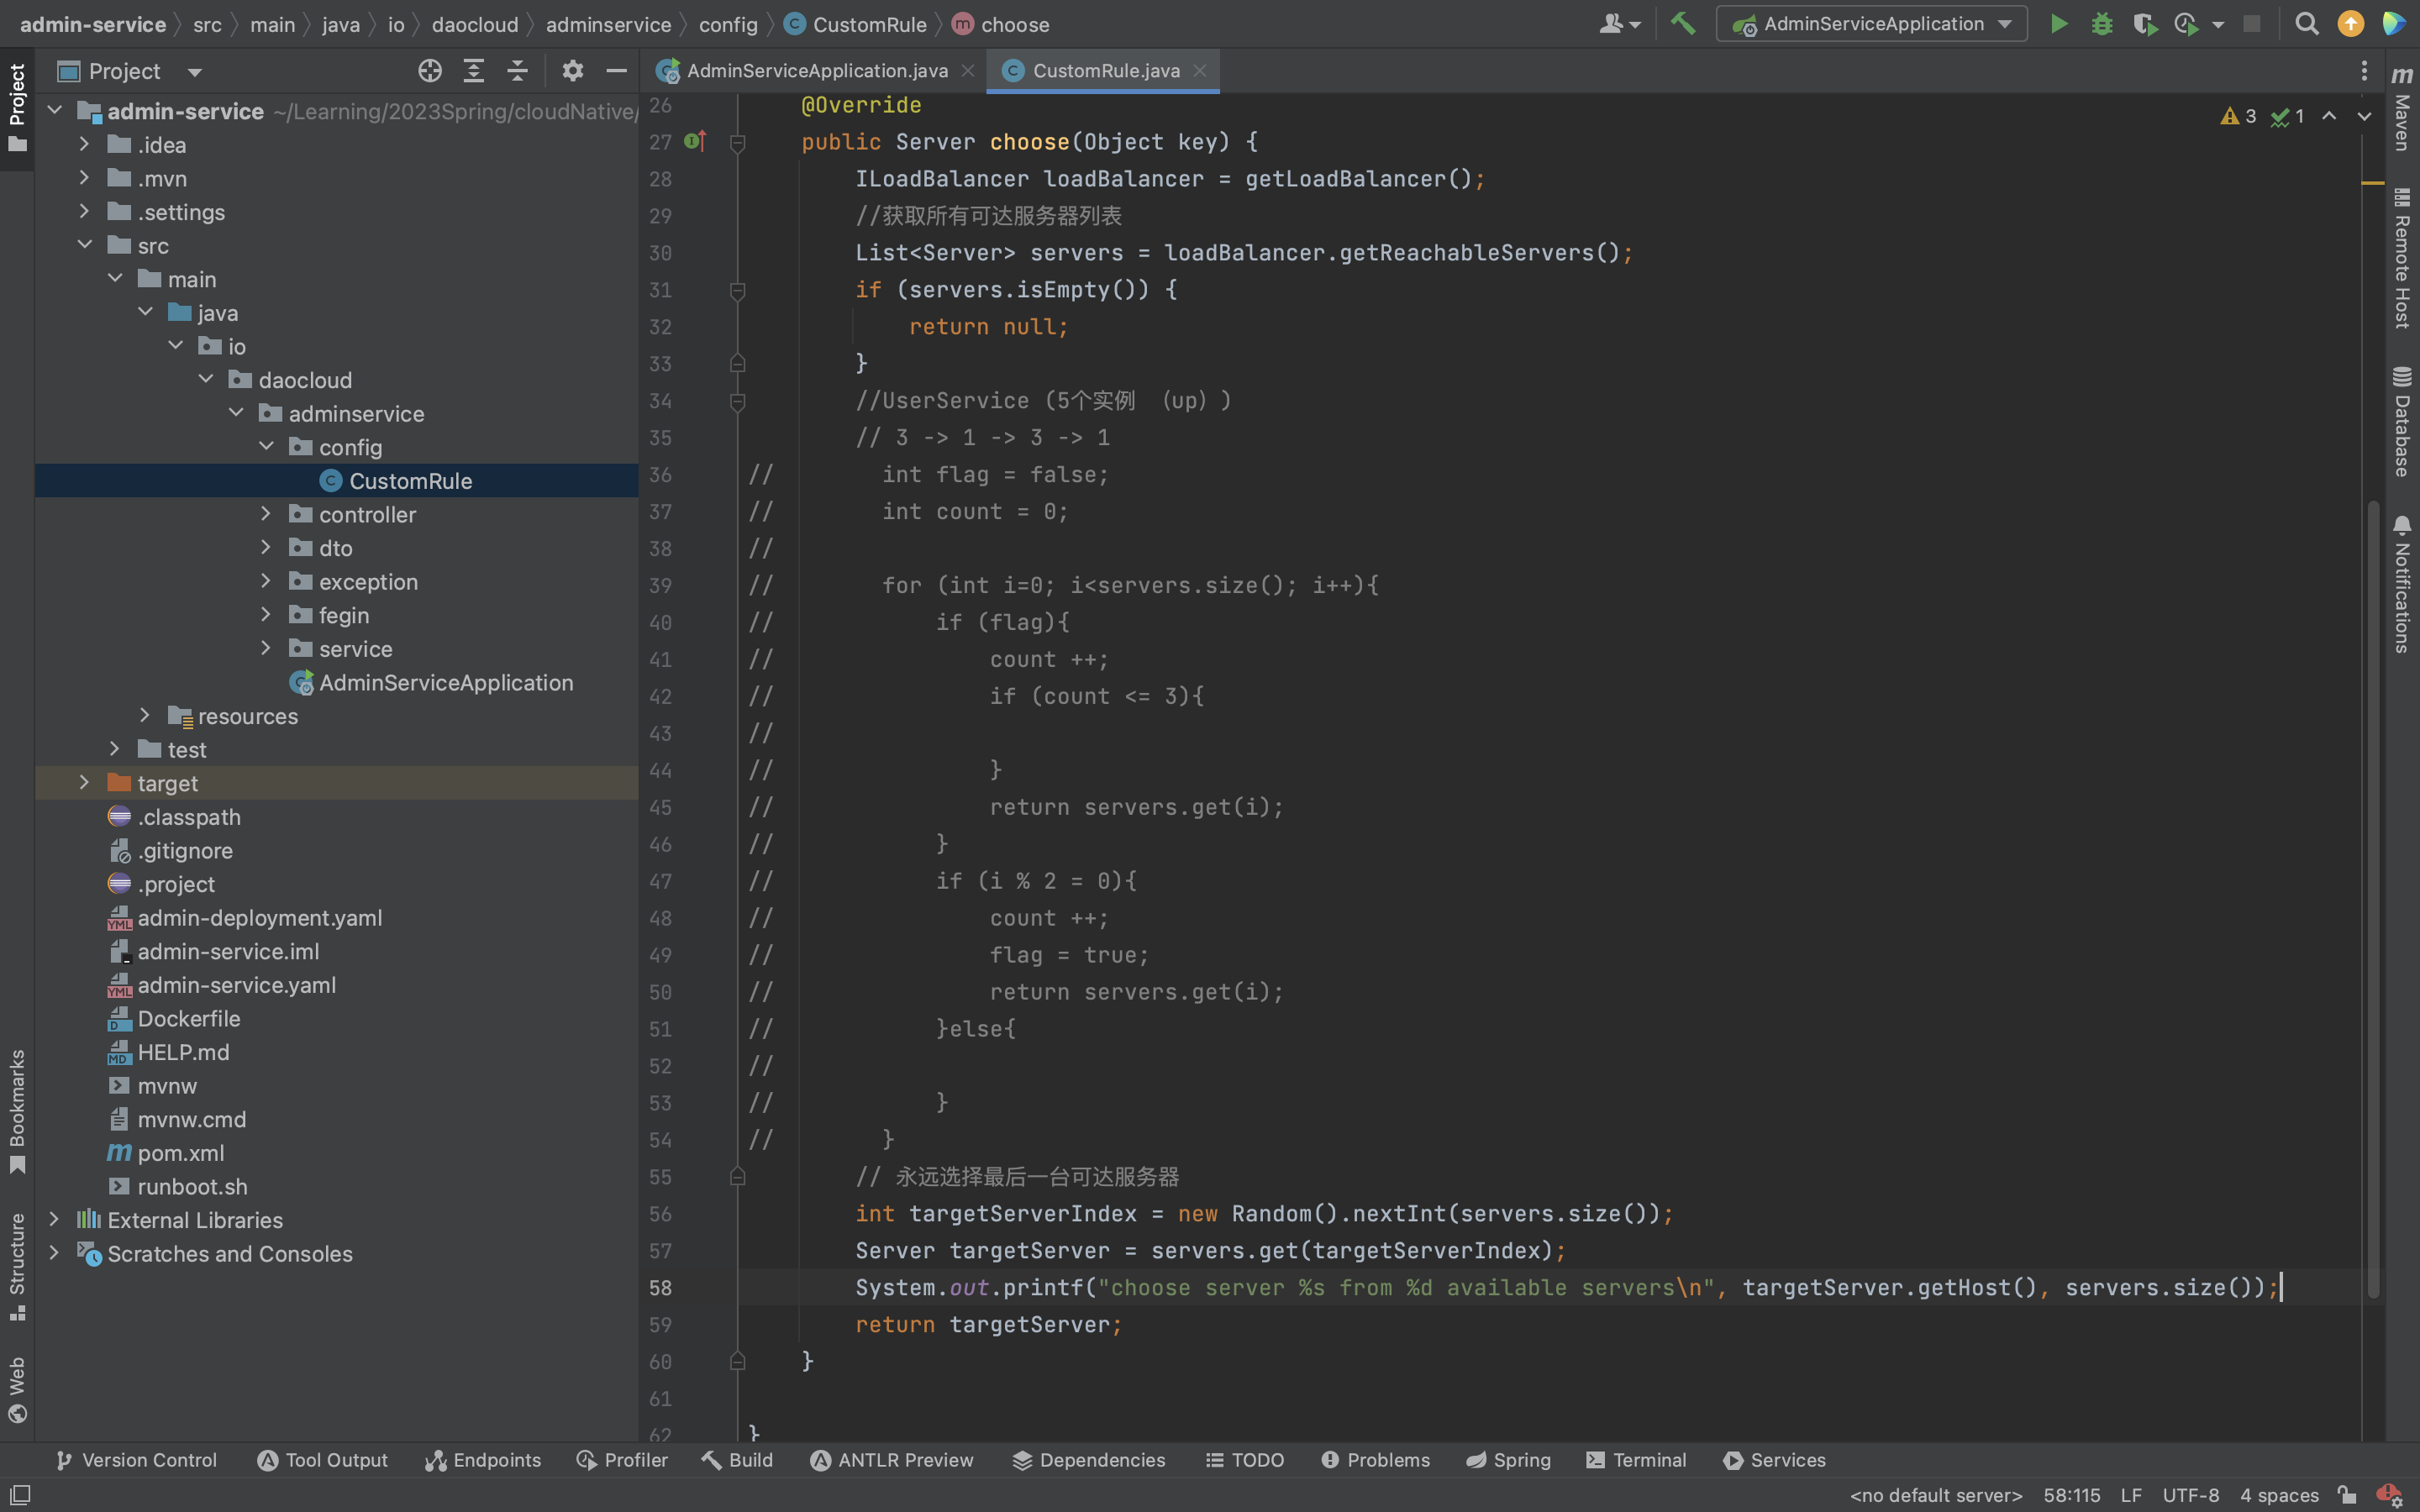 admin-service src main java io daocloud adminservice config CustomRule choose
AdminServiceApplication
Project
AdminServiceApplication.java
CustomRule.java
Project
Bookmarks
Structure
Web
admin-service ~/Learning/2023Spring/cloudNative/
.idea
.mvn
.settings
src
main
java
io
daocloud
adminservice
config
CustomRule
controller
dto
exception
fegin
service
AdminServiceApplication
resources
test
target
.classpath
.gitignore
.project
admin-deployment.yaml
admin-service.iml
admin-service.yaml
Dockerfile
HELP.md
mvnw
mvnw.cmd
pom.xml
runboot.sh
External Libraries
Scratches and Consoles
3 1
26 @Override
27 public Server choose(Object key) {
28 ILoadBalancer loadBalancer = getLoadBalancer();
29 //获取所有可达服务器列表
30 List<Server> servers = loadBalancer.getReachableServers();
31 if (servers.isEmpty()) {
32 return null;
33 }
34 //UserService (5个实例 （up）)
35 // 3 -> 1 -> 3 -> 1
36 // int flag = false;
37 // int count = 0;
38 //
39 // for (int i=0; i<servers.size(); i++){
40 // if (flag){
41 // count ++;
42 // if (count <= 3){
43 //
44 // }
45 // return servers.get(i);
46 // }
47 // if (i % 2 = 0){
48 // count ++;
49 // flag = true;
50 // return servers.get(i);
51 // }else{
52 //
53 // }
54 // }
55 // 永远选择最后一台可达服务器
56 int targetServerIndex = new Random().nextInt(servers.size());
57 Server targetServer = servers.get(targetServerIndex);
58 System.out.printf("choose server %s from %d available servers\n", targetServer.getHost(), servers.size());
59 return targetServer;
60 }
61
62 }
Maven
Remote Host
Database
Notifications
Version Control Tool Output Endpoints Profiler Build ANTLR Preview Dependencies TODO Problems Spring Terminal Services
<no default server> 58:115 LF UTF-8 4 spaces